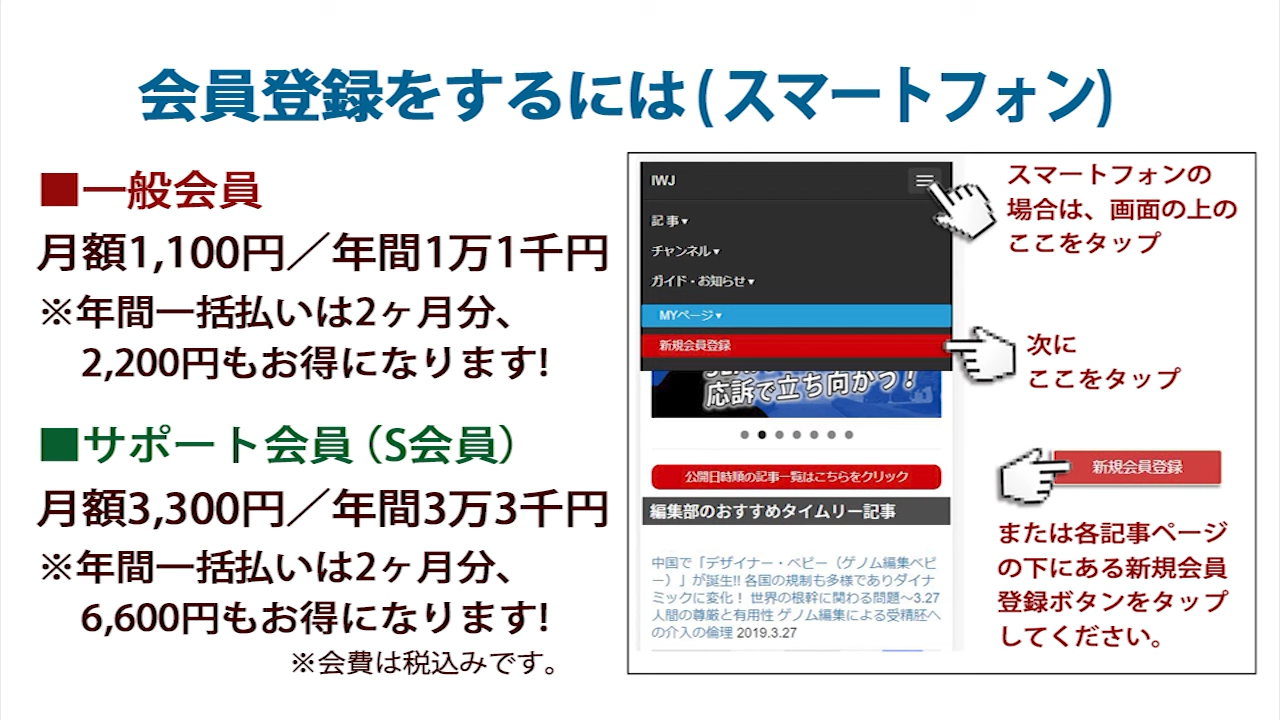 会員登録をするには(スマートフォン)
■一般会員
月額1,100円／年間1万1千円
※年間一括払いは2ヶ月分、
2,200円もお得になります!
■サポート会員（S会員）
月額3,300円／年間3万3千円
※年間一括払いは2ヶ月分、
6,600円もお得になります!
※会費は税込みです。
IWJ
記事▾
チャンネル▾
ガイド・お知らせ▾
MYページ▾
新規会員登録
応訴で立ち向かう！
公開日時順の記事一覧はこちらをクリック
編集部のおすすめタイムリー記事
中国で「デザイナー・ベビー（ゲノム編集ベビ
ー）」が誕生!! 各国の規制も多様でありダイナ
ミックに変化！ 世界の根幹に関わる問題〜3.27
人間の尊厳と有用性 ゲノム編集による受精胚へ
の介入の倫理 2019.3.27
スマートフォンの
場合は、画面の上の
ここをタップ
次に
ここをタップ
新規会員登録
または各記事ページ
の下にある新規会員
登録ボタンをタップ
してください。